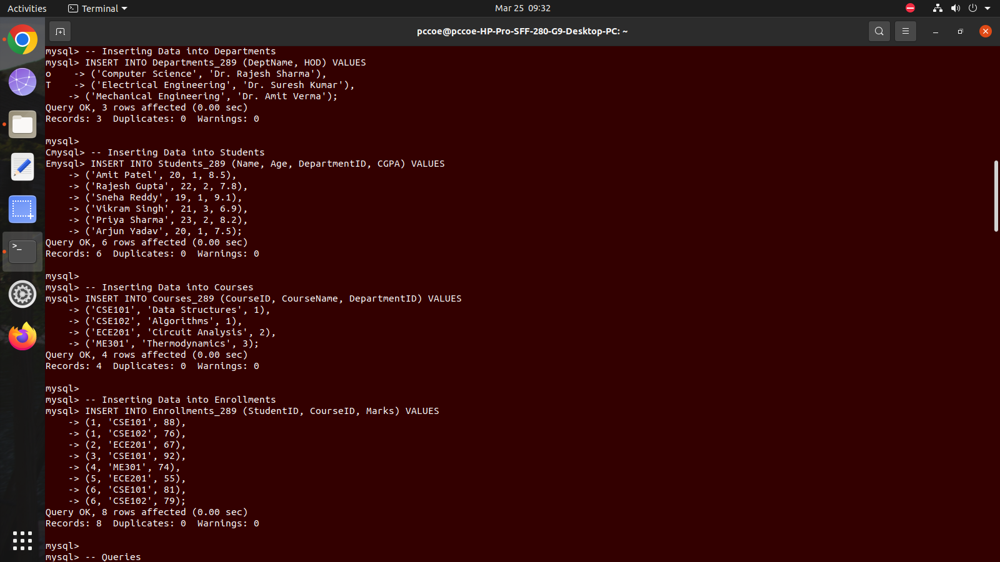 Activities
Terminal
Mar 25 09:32
pccoe@pccoe-HP-Pro-SFF-280-G9-Desktop-PC: ~
mysql> -- Inserting Data into Departments
mysql> INSERT INTO Departments_289 (DeptName, HOD) VALUES
o    -> ('Computer Science', 'Dr. Rajesh Sharma'),
T    -> ('Electrical Engineering', 'Dr. Suresh Kumar'),
    -> ('Mechanical Engineering', 'Dr. Amit Verma');
Query OK, 3 rows affected (0.00 sec)
Records: 3  Duplicates: 0  Warnings: 0
mysql>
Cmysql> -- Inserting Data into Students
Emysql> INSERT INTO Students_289 (Name, Age, DepartmentID, CGPA) VALUES
    -> ('Amit Patel', 20, 1, 8.5),
    -> ('Rajesh Gupta', 22, 2, 7.8),
    -> ('Sneha Reddy', 19, 1, 9.1),
    -> ('Vikram Singh', 21, 3, 6.9),
    -> ('Priya Sharma', 23, 2, 8.2),
    -> ('Arjun Yadav', 20, 1, 7.5);
Query OK, 6 rows affected (0.00 sec)
Records: 6  Duplicates: 0  Warnings: 0
mysql>
mysql> -- Inserting Data into Courses
mysql> INSERT INTO Courses_289 (CourseID, CourseName, DepartmentID) VALUES
    -> ('CSE101', 'Data Structures', 1),
    -> ('CSE102', 'Algorithms', 1),
    -> ('ECE201', 'Circuit Analysis', 2),
    -> ('ME301', 'Thermodynamics', 3);
Query OK, 4 rows affected (0.00 sec)
Records: 4  Duplicates: 0  Warnings: 0
mysql>
mysql> -- Inserting Data into Enrollments
mysql> INSERT INTO Enrollments_289 (StudentID, CourseID, Marks) VALUES
    -> (1, 'CSE101', 88),
    -> (1, 'CSE102', 76),
    -> (2, 'ECE201', 67),
    -> (3, 'CSE101', 92),
    -> (4, 'ME301', 74),
    -> (5, 'ECE201', 55),
    -> (6, 'CSE101', 81),
    -> (6, 'CSE102', 79);
Query OK, 8 rows affected (0.00 sec)
Records: 8  Duplicates: 0  Warnings: 0
mysql>
mysql> -- Queries